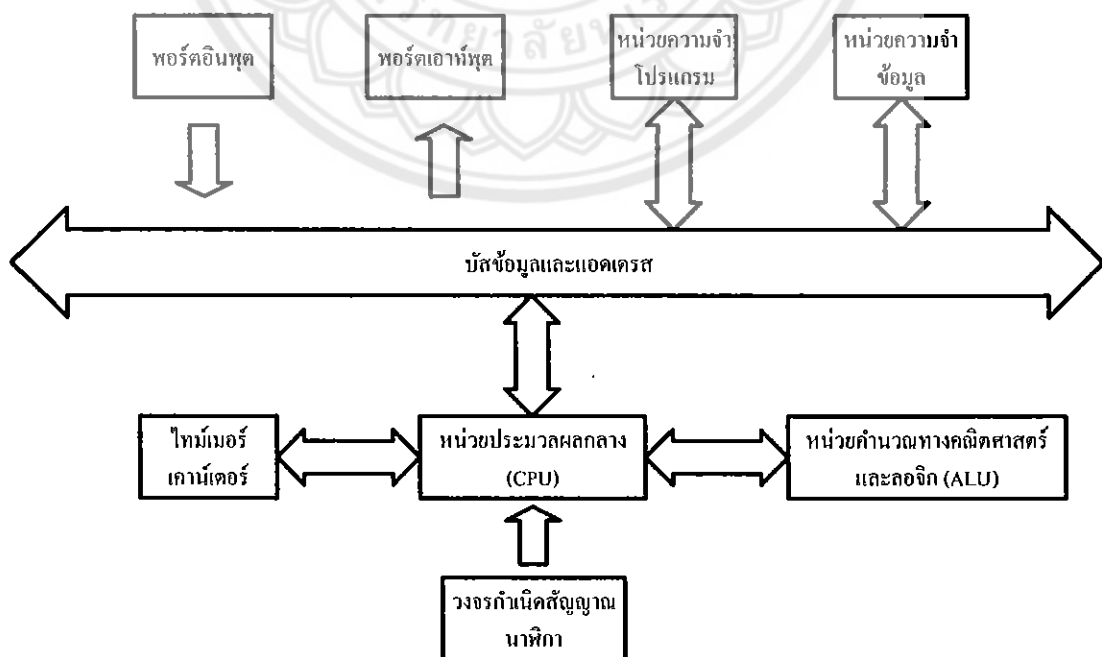 พอร์ตอินพุต
พอร์ตเอาท์พุต
หน่วยความจำ
โปรแกรม
หน่วยความจำ
ข้อมูล
บัสข้อมูลและแอดเดรส
ไทม์เมอร์
เคาน์เตอร์
หน่วยประมวลผลกลาง
(CPU)
หน่วยคำนวณทางคณิตศาสตร์
และลอจิก (ALU)
วงจรกำเนิดสัญญาณ
นาฬิกา